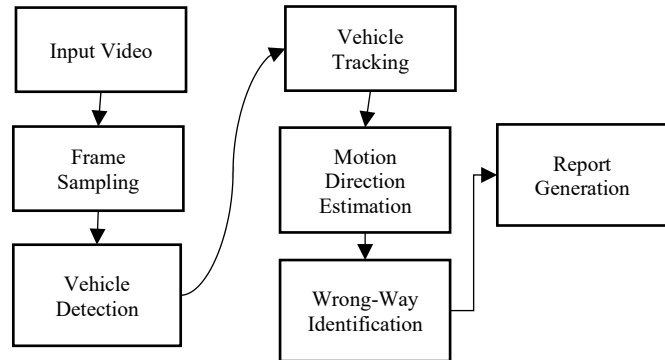 Input Video
Frame
Sampling
Vehicle
Detection
Vehicle
Tracking
Motion
Direction
Estimation
Wrong-Way
Identification
Report
Generation